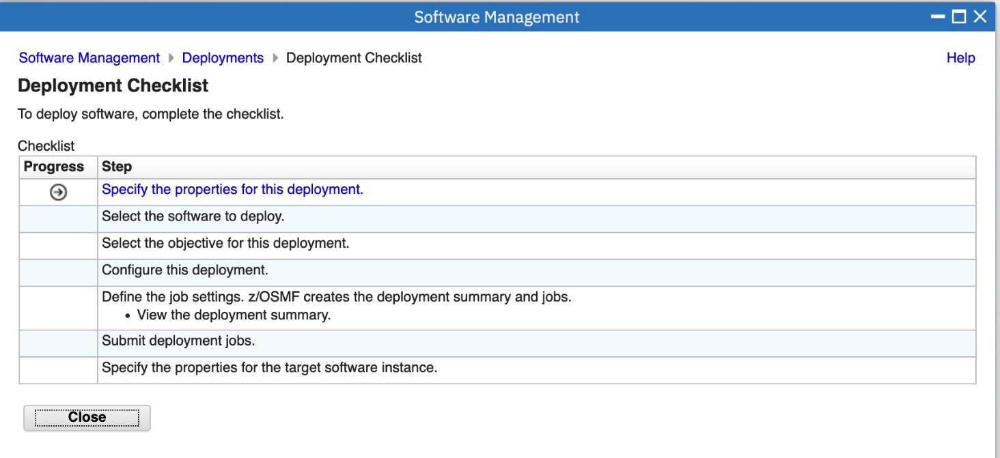 Software Management
Software Management Deployments Deployment Checklist Help
Deployment Checklist
To deploy software, complete the checklist.
Checklist
Progress Step
Specify the properties for this deployment.
Select the software to deploy.
Select the objective for this deployment.
Configure this deployment.
Define the job settings. z/OSMF creates the deployment summary and jobs.
• View the deployment summary.
Submit deployment jobs.
Specify the properties for the target software instance.
Close